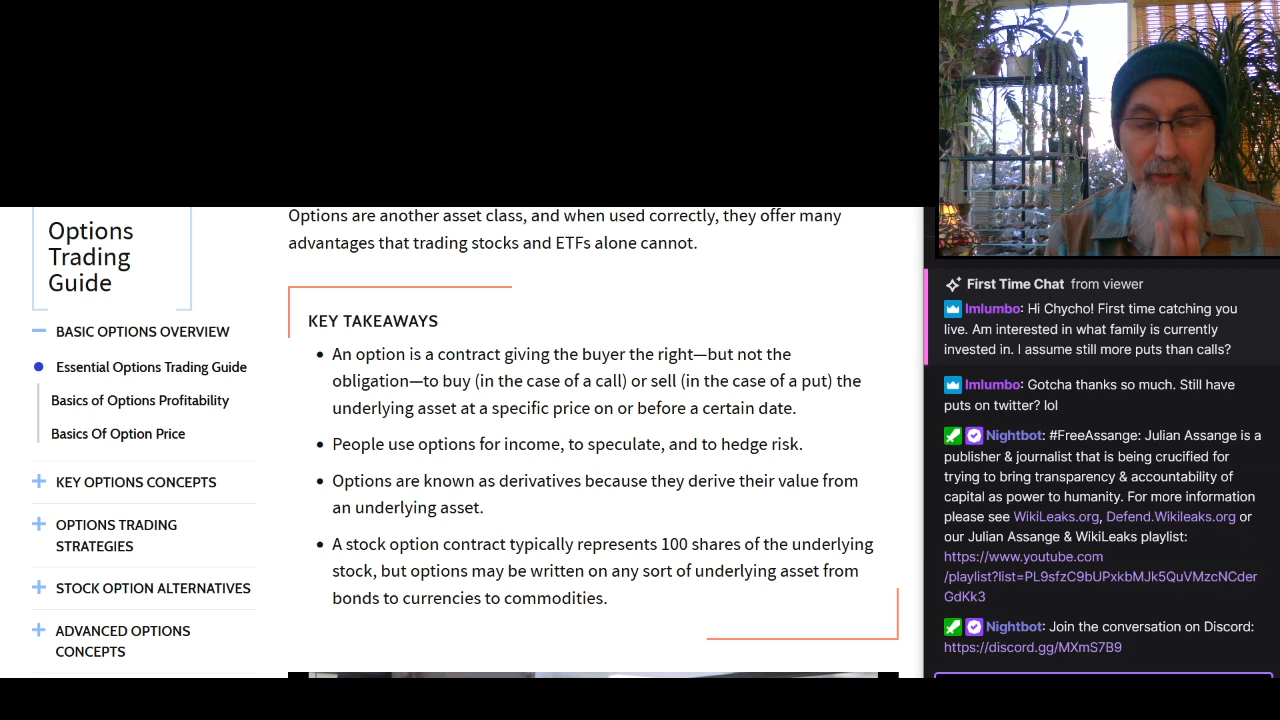 Options are another asset class, and when used correctly, they offer many
advantages that trading stocks and ETFs alone cannot.
Options
Trading
Guide
BASIC OPTIONS OVERVIEW
Essential Options Trading Guide
Basics of Options Profitability
Basics Of Option Price
KEY OPTIONS CONCEPTS
OPTIONS TRADING
STRATEGIES
STOCK OPTION ALTERNATIVES
ADVANCED OPTIONS
CONCEPTS
KEY TAKEAWAYS
• An option is a contract giving the buyer the right—but not the
obligation—to buy (in the case of a call) or sell (in the case of a put) the
underlying asset at a specific price on or before a certain date.
• People use options for income, to speculate, and to hedge risk.
• Options are known as derivatives because they derive their value from
an underlying asset.
• A stock option contract typically represents 100 shares of the underlying
stock, but options may be written on any sort of underlying asset from
bonds to currencies to commodities.
First Time Chat from viewer
Imlumbo: Hi Chycho! First time catching you
live. Am interested in what family is currently
invested in. I assume still more puts than calls?
Imlumbo: Gotcha thanks so much. Still have
puts on twitter? lol
Nightbot: #FreeAssange: Julian Assange is a
publisher & journalist that is being crucified for
trying to bring transparency & accountability of
capital as power to humanity. For more information
please see WikiLeaks.org, Defend.Wikileaks.org or
our Julian Assange & WikiLeaks playlist:
https://www.youtube.com
/playlist?list=PL9sfzC9bUPxkbMJk5QuVMzcNCder
GdKk3
Nightbot: Join the conversation on Discord:
https://discord.gg/MXmS7B9